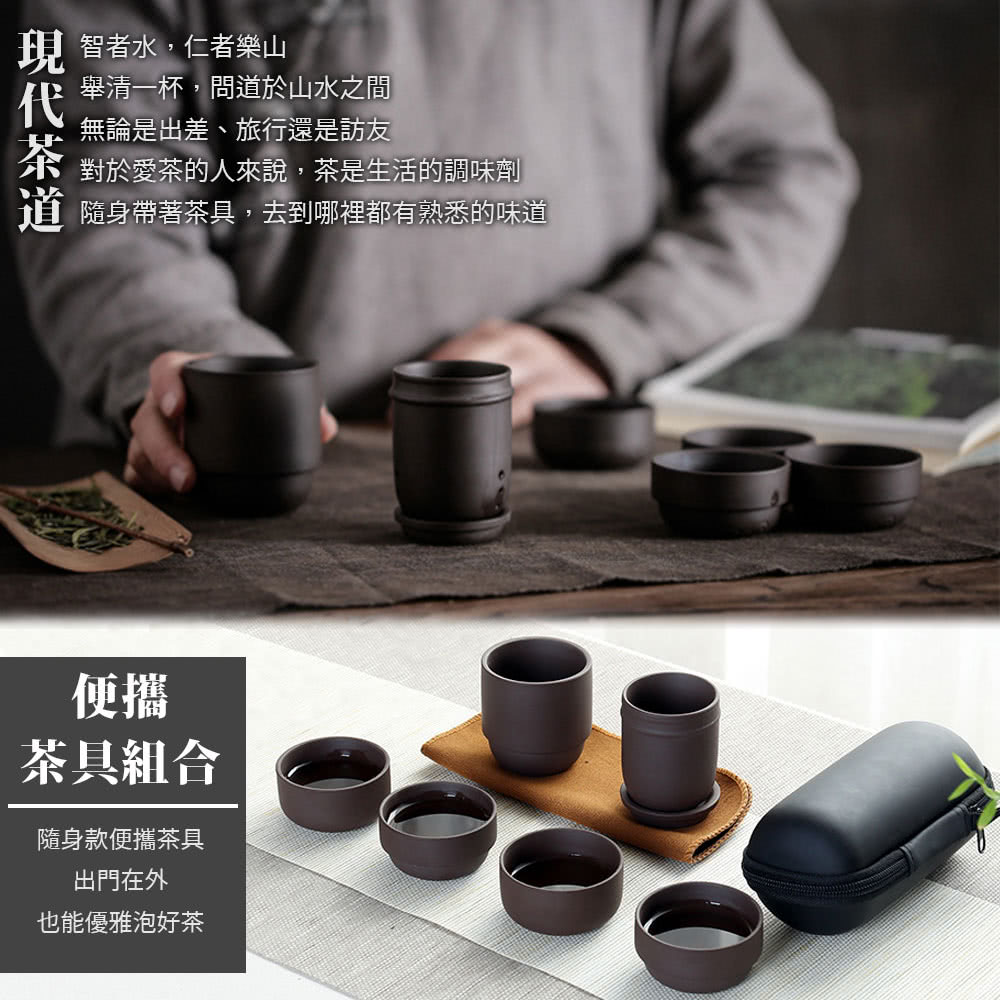 現代茶道
智者水，仁者樂山
舉清一杯，問道於山水之間
無論是出差、旅行還是訪友
對於愛茶的人來說，茶是生活的調味劑
隨身帶著茶具，去到哪裡都有熟悉的味道
便攜
茶具組合
隨身款便攜茶具
出門在外
也能優雅泡好茶